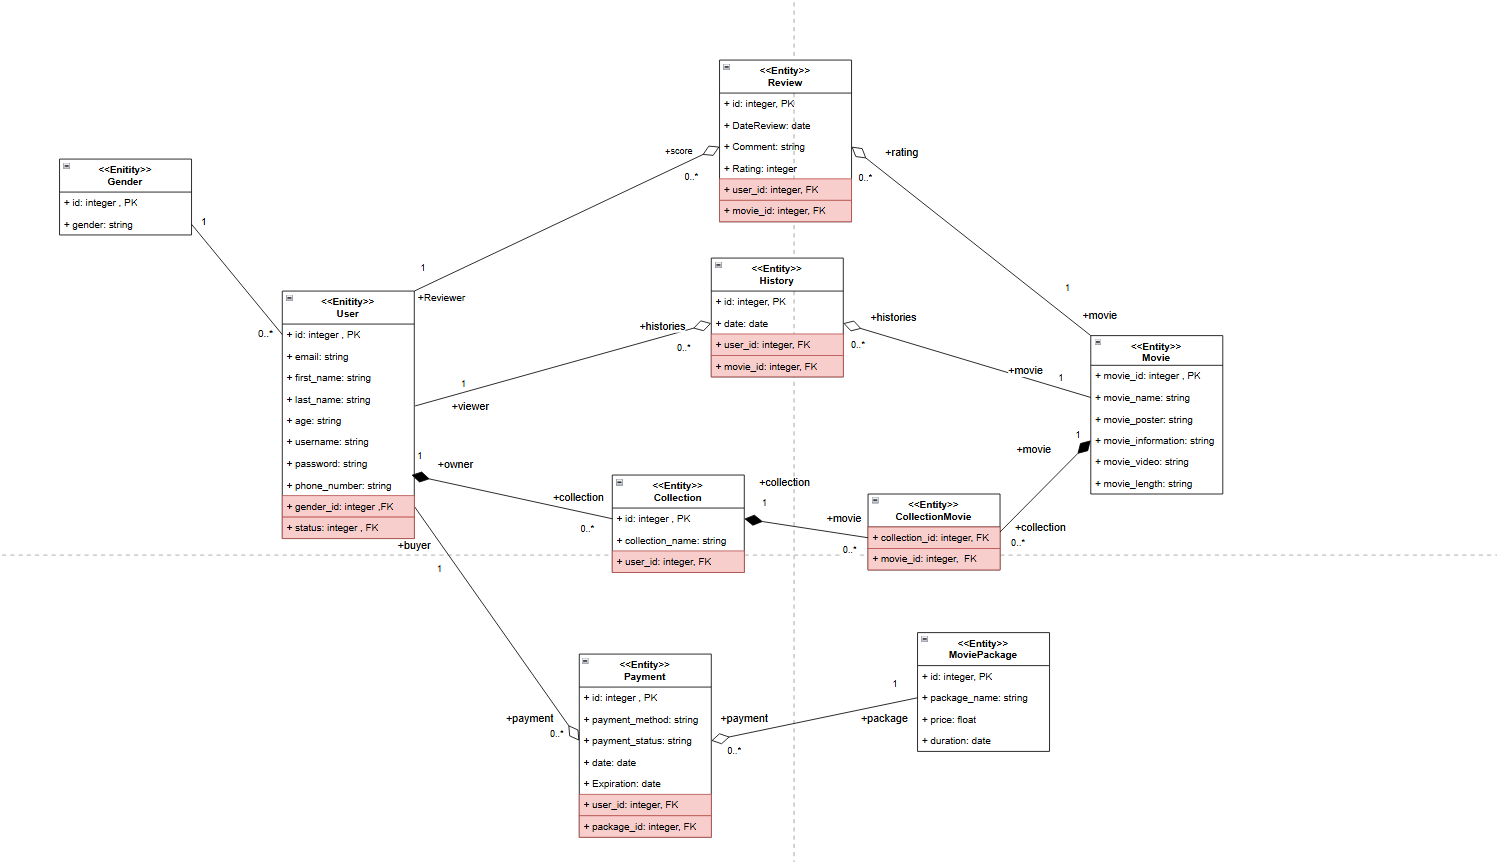 <<Entity>>
Review
+ id: integer, PK
+ DateReview: date
+ Comment: string
+ Rating: integer
+ user_id: integer, FK
+ movie_id: integer, FK
+score
0..*
+rating
0..*
<<Enitity>>
Gender
+ id: integer , PK
+ gender: string
1
0..*
1
+Reviewer
<<Enitity>>
User
+ id: integer , PK
+ email: string
+ first_name: string
+ last_name: string
+ age: string
+ username: string
+ password: string
+ phone_number: string
+ gender_id: integer ,FK
+ status: integer , FK
<<Entity>>
History
+ id: integer, PK
+ date: date
+ user_id: integer, FK
+ movie_id: integer, FK
+histories
0..*
+histories
0..*
1
+viewer
1
+movie
+movie
1
<<Entity>>
Movie
+ movie_id: integer , PK
+ movie_name: string
+ movie_poster: string
+ movie_information: string
+ movie_video: string
+ movie_length: string
1
+movie
1
+owner
+collection
0..*
<<Entity>>
Collection
+ id: integer , PK
+ collection_name: string
+ user_id: integer, FK
+collection
1
+movie
0..*
<<Entity>>
CollectionMovie
+ collection_id: integer, FK
+ movie_id: integer,  FK
+collection
0..*
+buyer
1
+payment
0..*
<<Entity>>
Payment
+ id: integer , PK
+ payment_method: string
+ payment_status: string
+ date: date
+ Expiration: date
+ user_id: integer, FK
+ package_id: integer, FK
+payment
0..*
1
+package
<<Entity>>
MoviePackage
+ id: integer, PK
+ package_name: string
+ price: float
+ duration: date